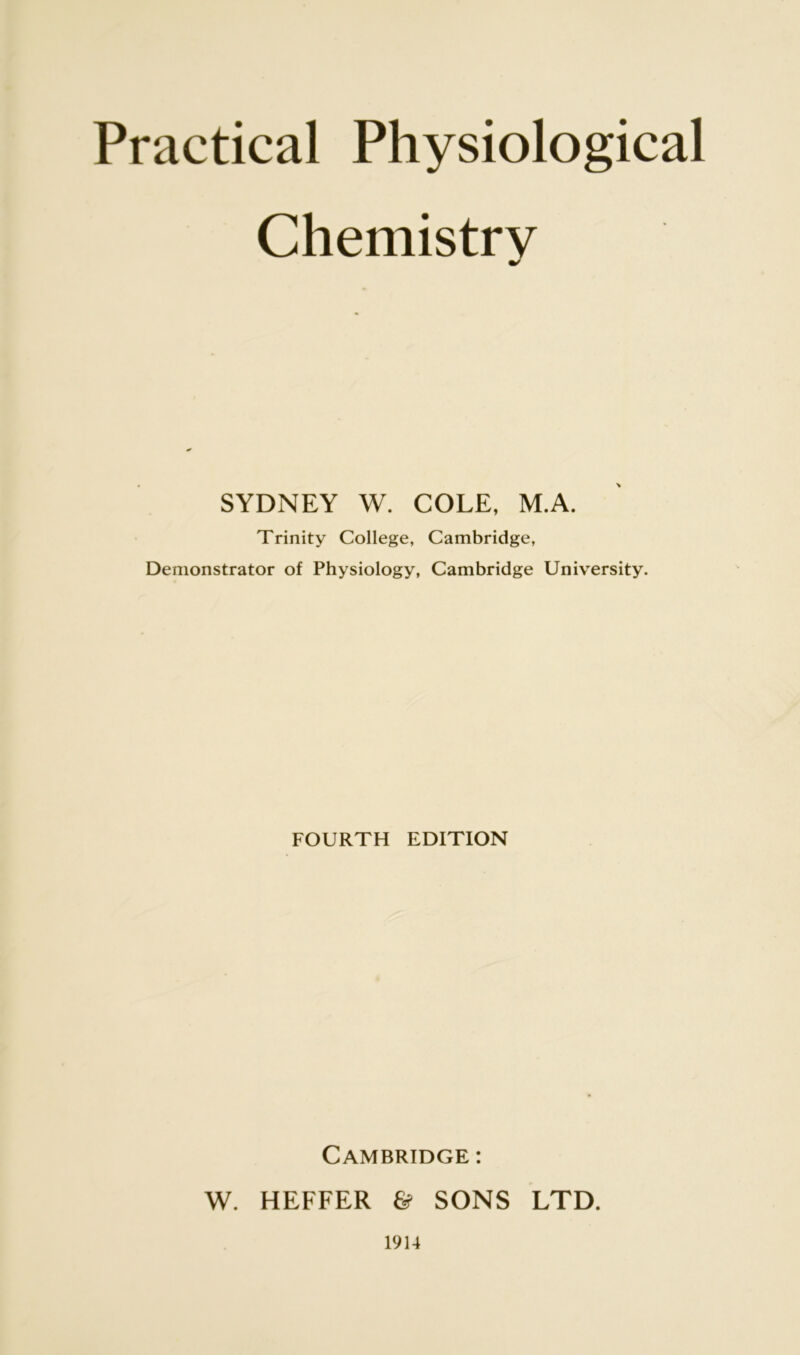 Practical Physiological
Chemistry
SYDNEY W. COLE, M.A.
Trinity College, Cambridge,
Demonstrator of Physiology, Cambridge University.
FOURTH EDITION
CAMBRIDGE:
W. HEFFER & SONS LTD.
1914